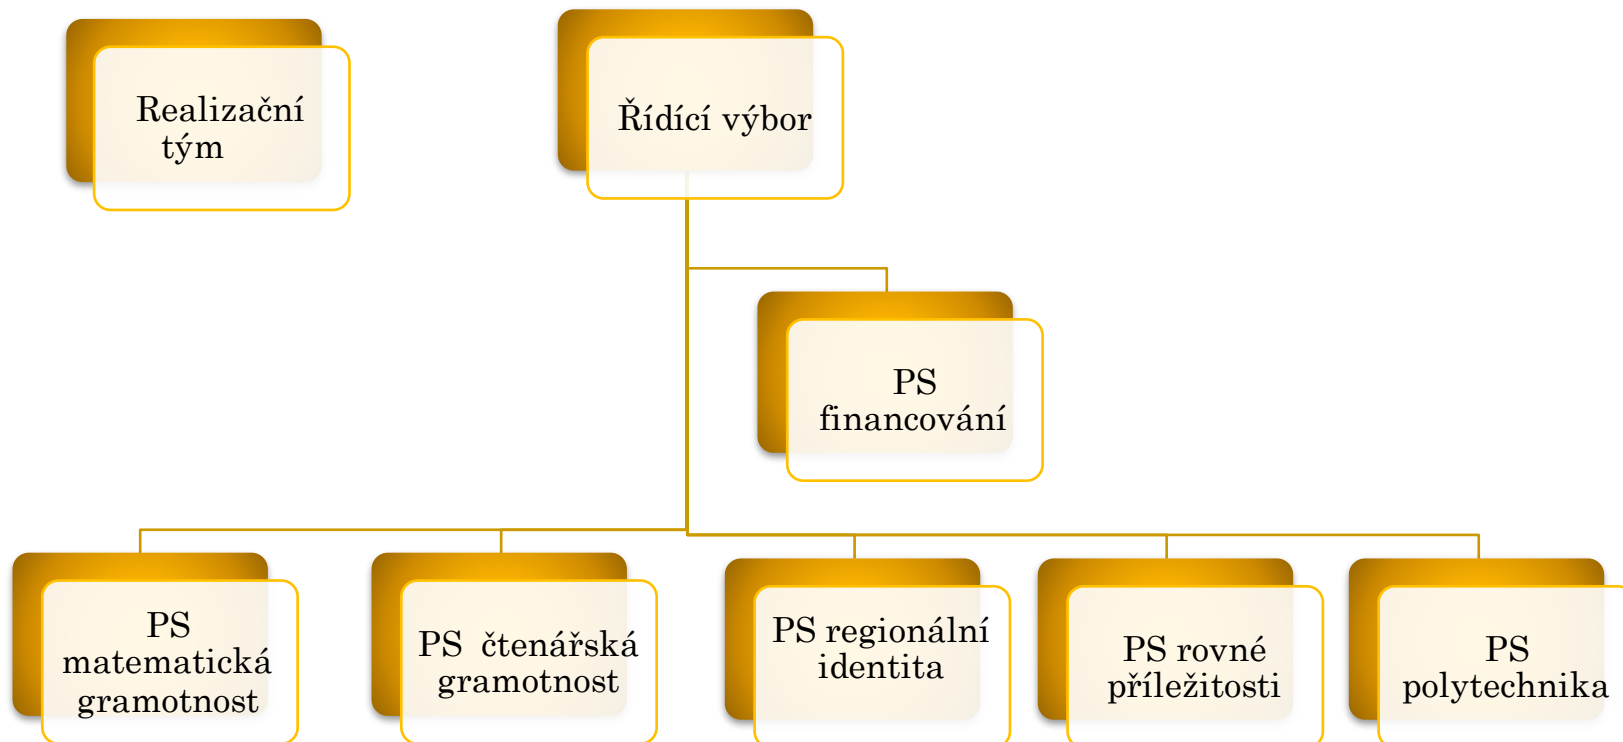 Realizační
tým
Řídící výbor
PS
financování
PS
matematická
gramotnost
PS čtenářská
gramotnost
PS regionální
identita
PS rovné
příležitosti
PS
polytechnika